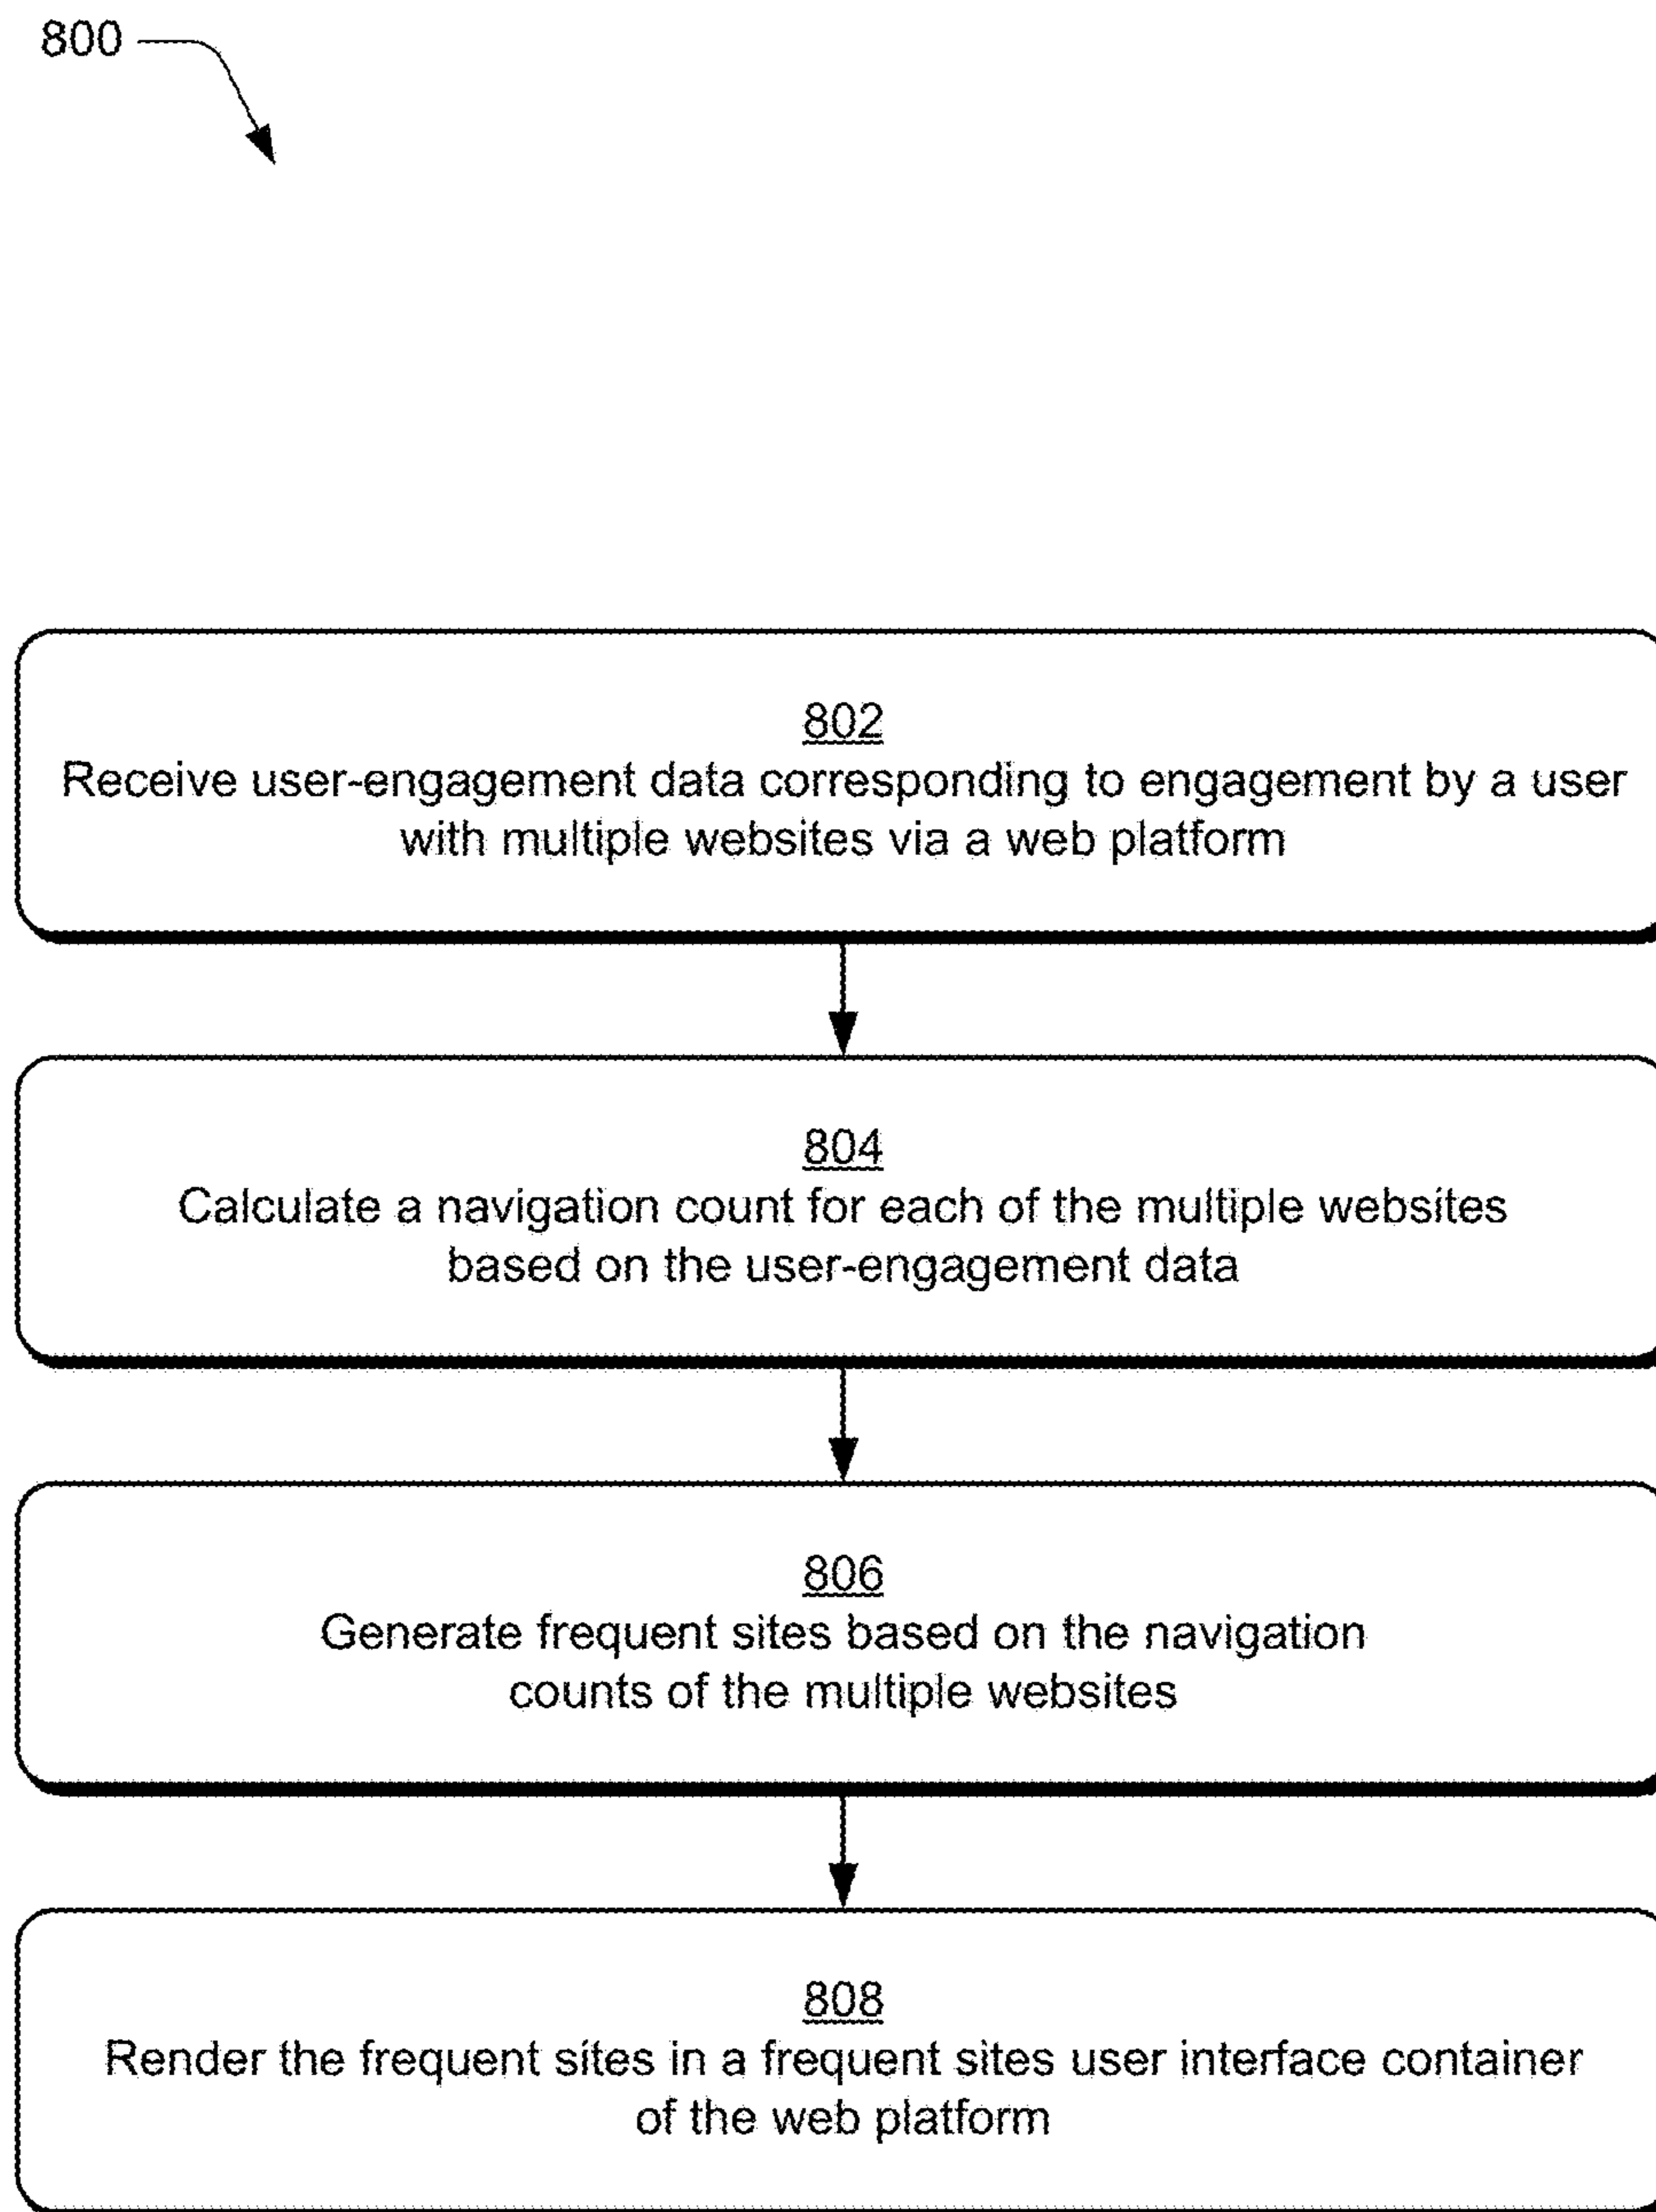 800
802
Receive user-engagement data corresponding to engagement by a user
with multiple websites via a web platform
804
Calculate a navigation count for each of the multiple websites
based on the user-engagement data
806
Generate frequent sites based on the navigation
counts of the multiple websites
808
Render the frequent sites in a frequent sites user interface container
of the web platform